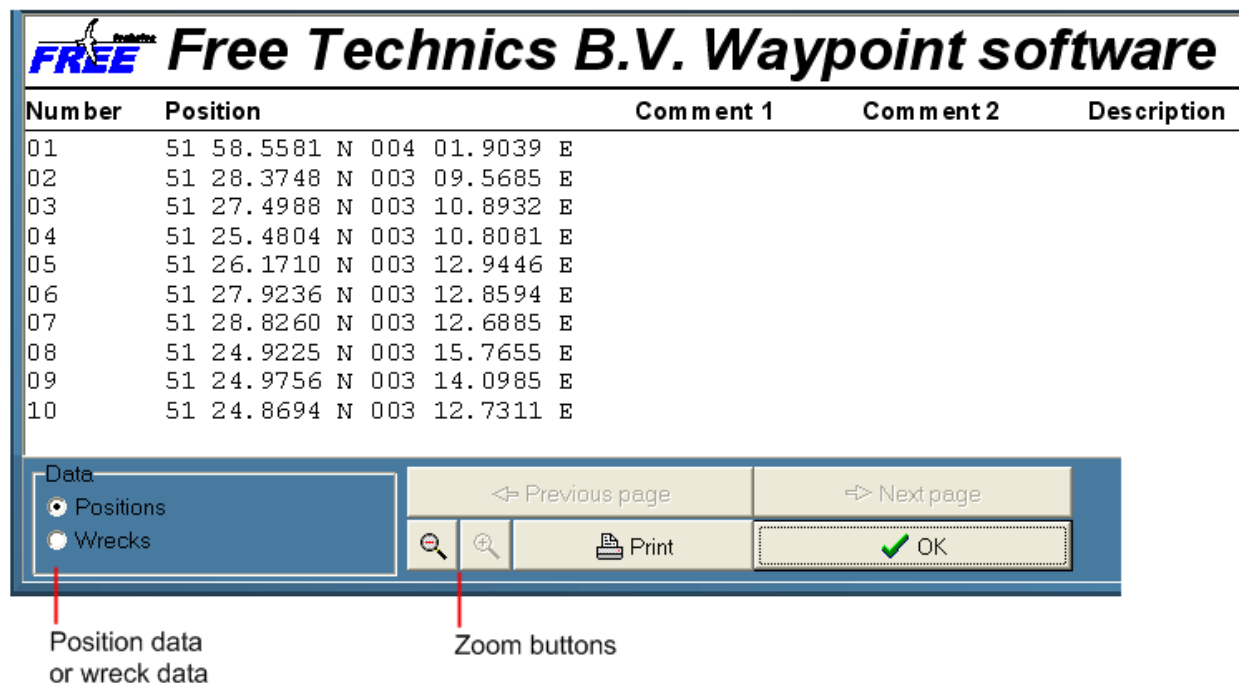 FREE Free Technics B.V. Waypoint software
Number Position Comment 1 Comment 2 Description
01 51 58.5581 N 004 01.9039 E
02 51 28.3748 N 003 09.5685 E
03 51 27.4988 N 003 10.8932 E
04 51 25.4804 N 003 10.8081 E
05 51 26.1710 N 003 12.9446 E
06 51 27.9236 N 003 12.8594 E
07 51 28.8260 N 003 12.6885 E
08 51 24.9225 N 003 15.7655 E
09 51 24.9756 N 003 14.0985 E
10 51 24.8694 N 003 12.7311 E
Data
Positions
Wrecks
Previous page Next page
Print OK
Position data
or wreck data
Zoom buttons